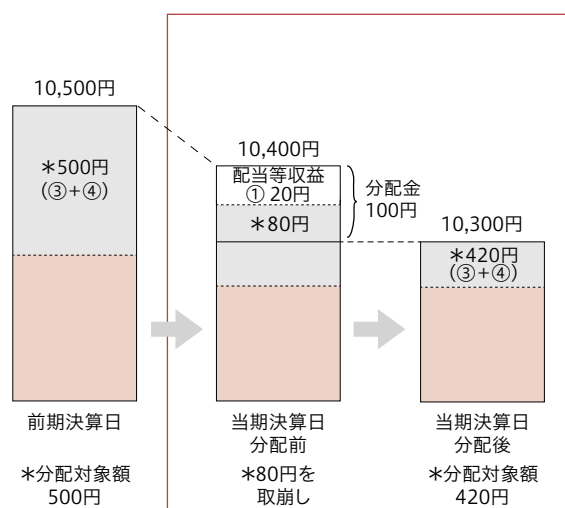 10,500円
*500円
(③+④)
10,400円
配当等収益
① 20円
*80円
分配金
100円
10,300円
*420円
(③+④)
前期決算日
当期決算日
分配前
当期決算日
分配後
*分配対象額
500円
*80円を
取崩し
*分配対象額
420円